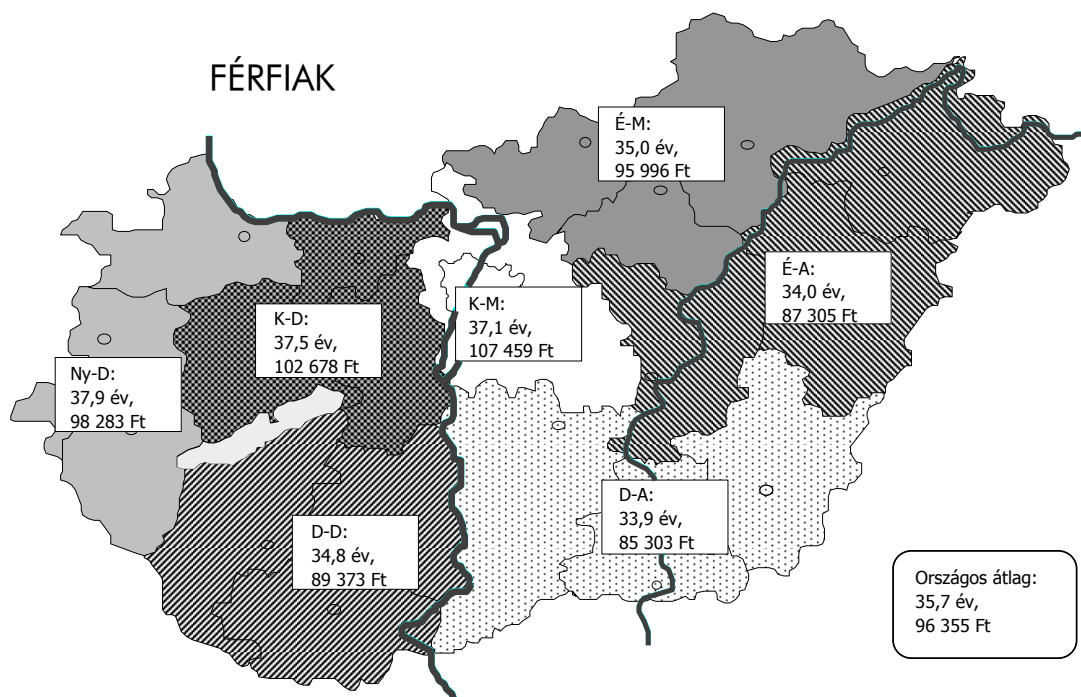 FÉRFIAK
É-M:
35,0 év,
95 996 Ft
É-A:
34,0 év,
87 305 Ft
K-M:
37,1 év,
107 459 Ft
K-D:
37,5 év,
102 678 Ft
Ny-D:
37,9 év,
98 283 Ft
D-A:
33,9 év,
85 303 Ft
D-D:
34,8 év,
89 373 Ft
Országos átlag:
35,7 év,
96 355 Ft